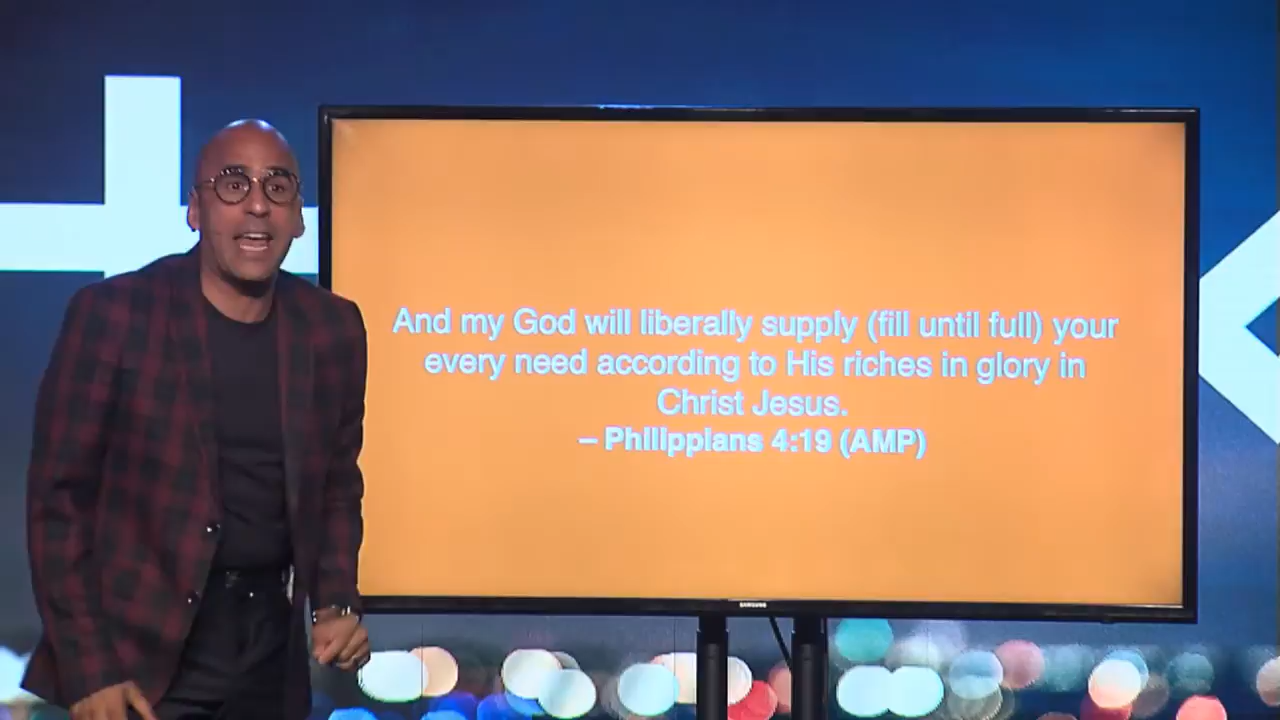 And my God will liberally supply (fill until full) your
every need according to His riches in glory in
Christ Jesus.
– Philippians 4:19 (AMP)
SAMSUNG